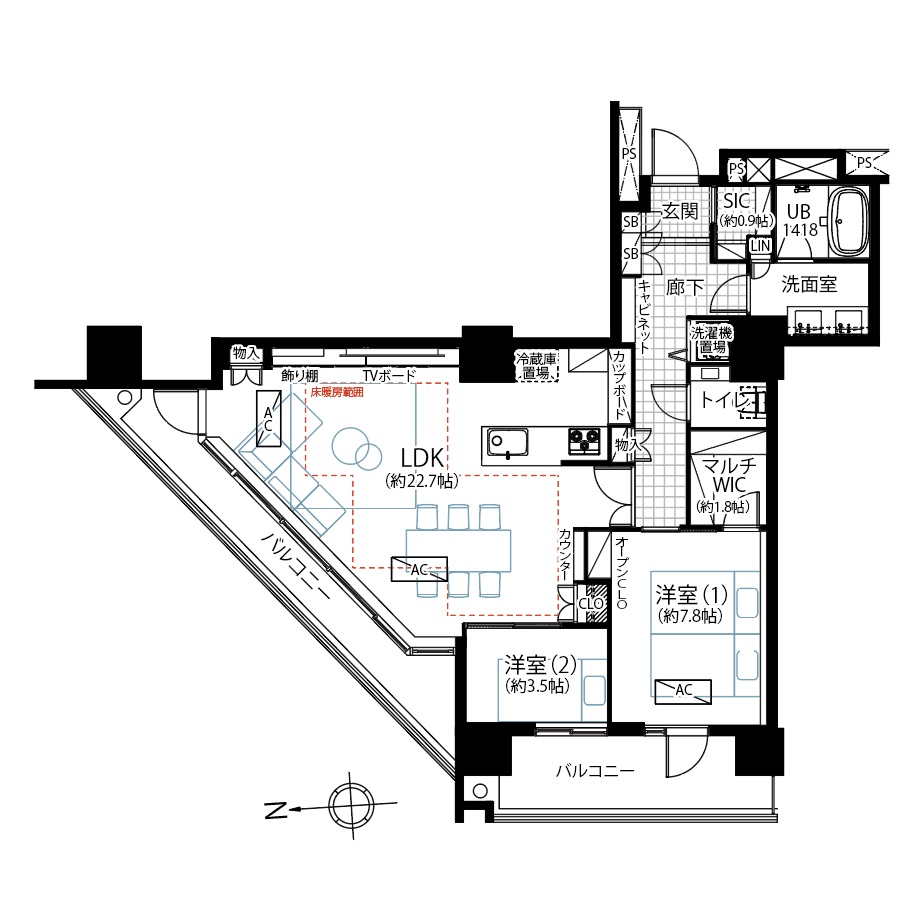 PS
PS
PS
玄関
SIC
(約0.9帖)
UB
1418
SB
SB
LIN
廊下
洗面室
キャビネット
洗濯機
置場
物入
飾り棚
TVボード
冷蔵庫
置場
カップボード
床暖房範囲
トイレ
AC
LDK
(約22.7帖)
物入
マルチ
WIC
(約1.8帖)
バルコニー
カウンター
オープンCLO
AC
CLO
洋室(1)
(約7.8帖)
洋室(2)
(約3.5帖)
AC
バルコニー
N